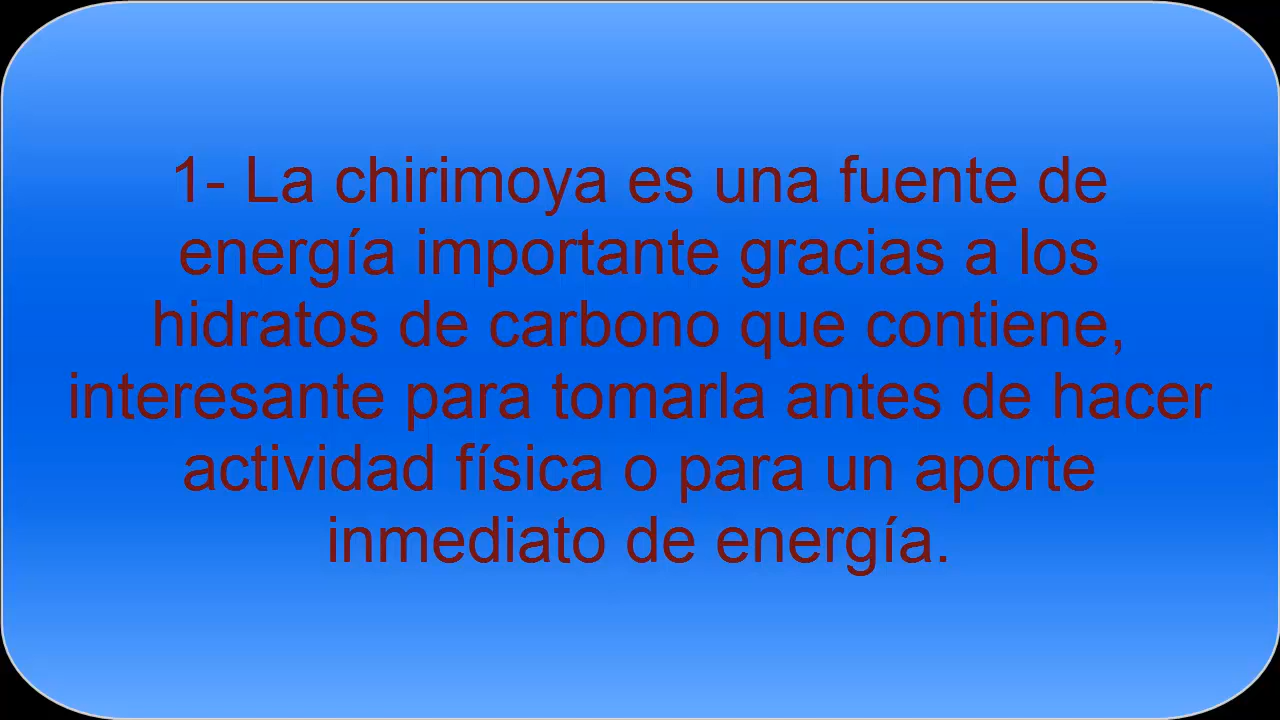 1- La chirimoya es una fuente de
energía importante gracias a los
hidratos de carbono que contiene,
interesante para tomarla antes de hacer
actividad física o para un aporte
inmediato de energía.